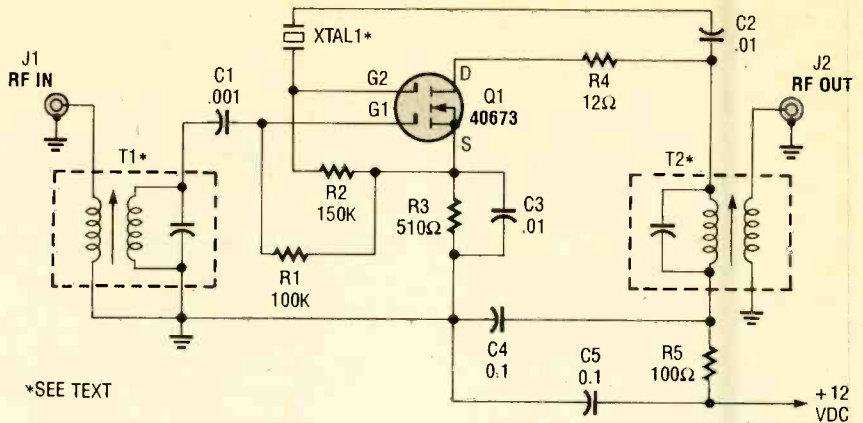 J1
RF IN
C1
.001
XTAL1*
G2
G1
D
S
Q1
40673
R4
12Ω
C2
.01
J2
RF OUT
T1*
T2*
R2
150K
R3
510Ω
C3
.01
R1
100K
C4
0.1
C5
0.1
R5
100Ω
*SEE TEXT
+12
VDC